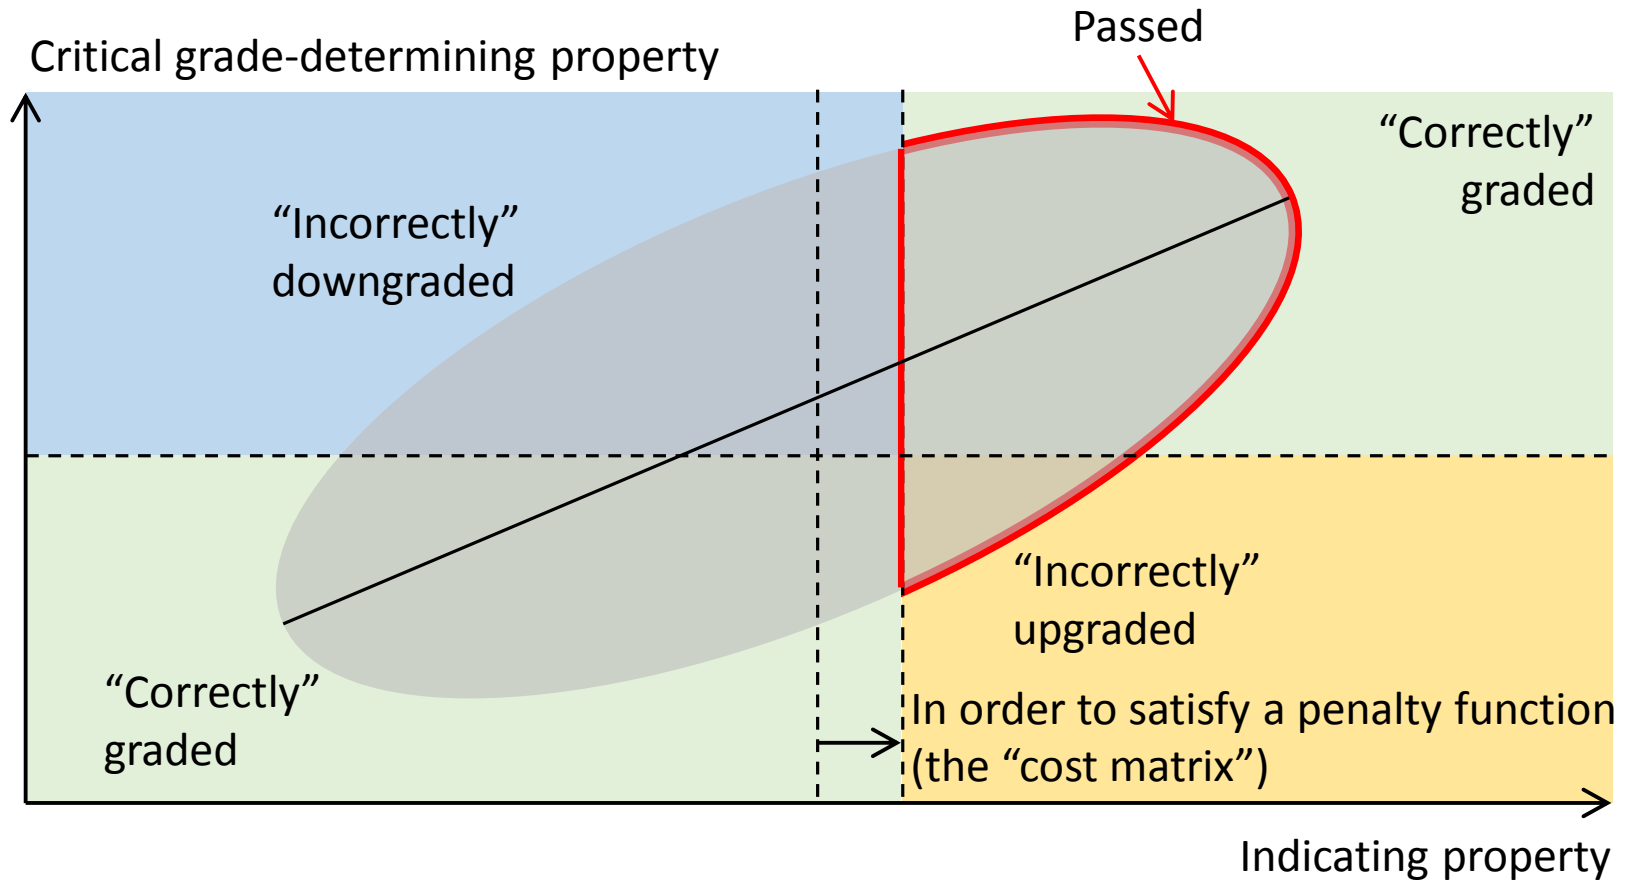 Passed
Critical grade-determining property
“Correctly”
graded
“Incorrectly”
downgraded
“Incorrectly”
upgraded
“Correctly”
graded
In order to satisfy a penalty function
(the “cost matrix”)
Indicating property